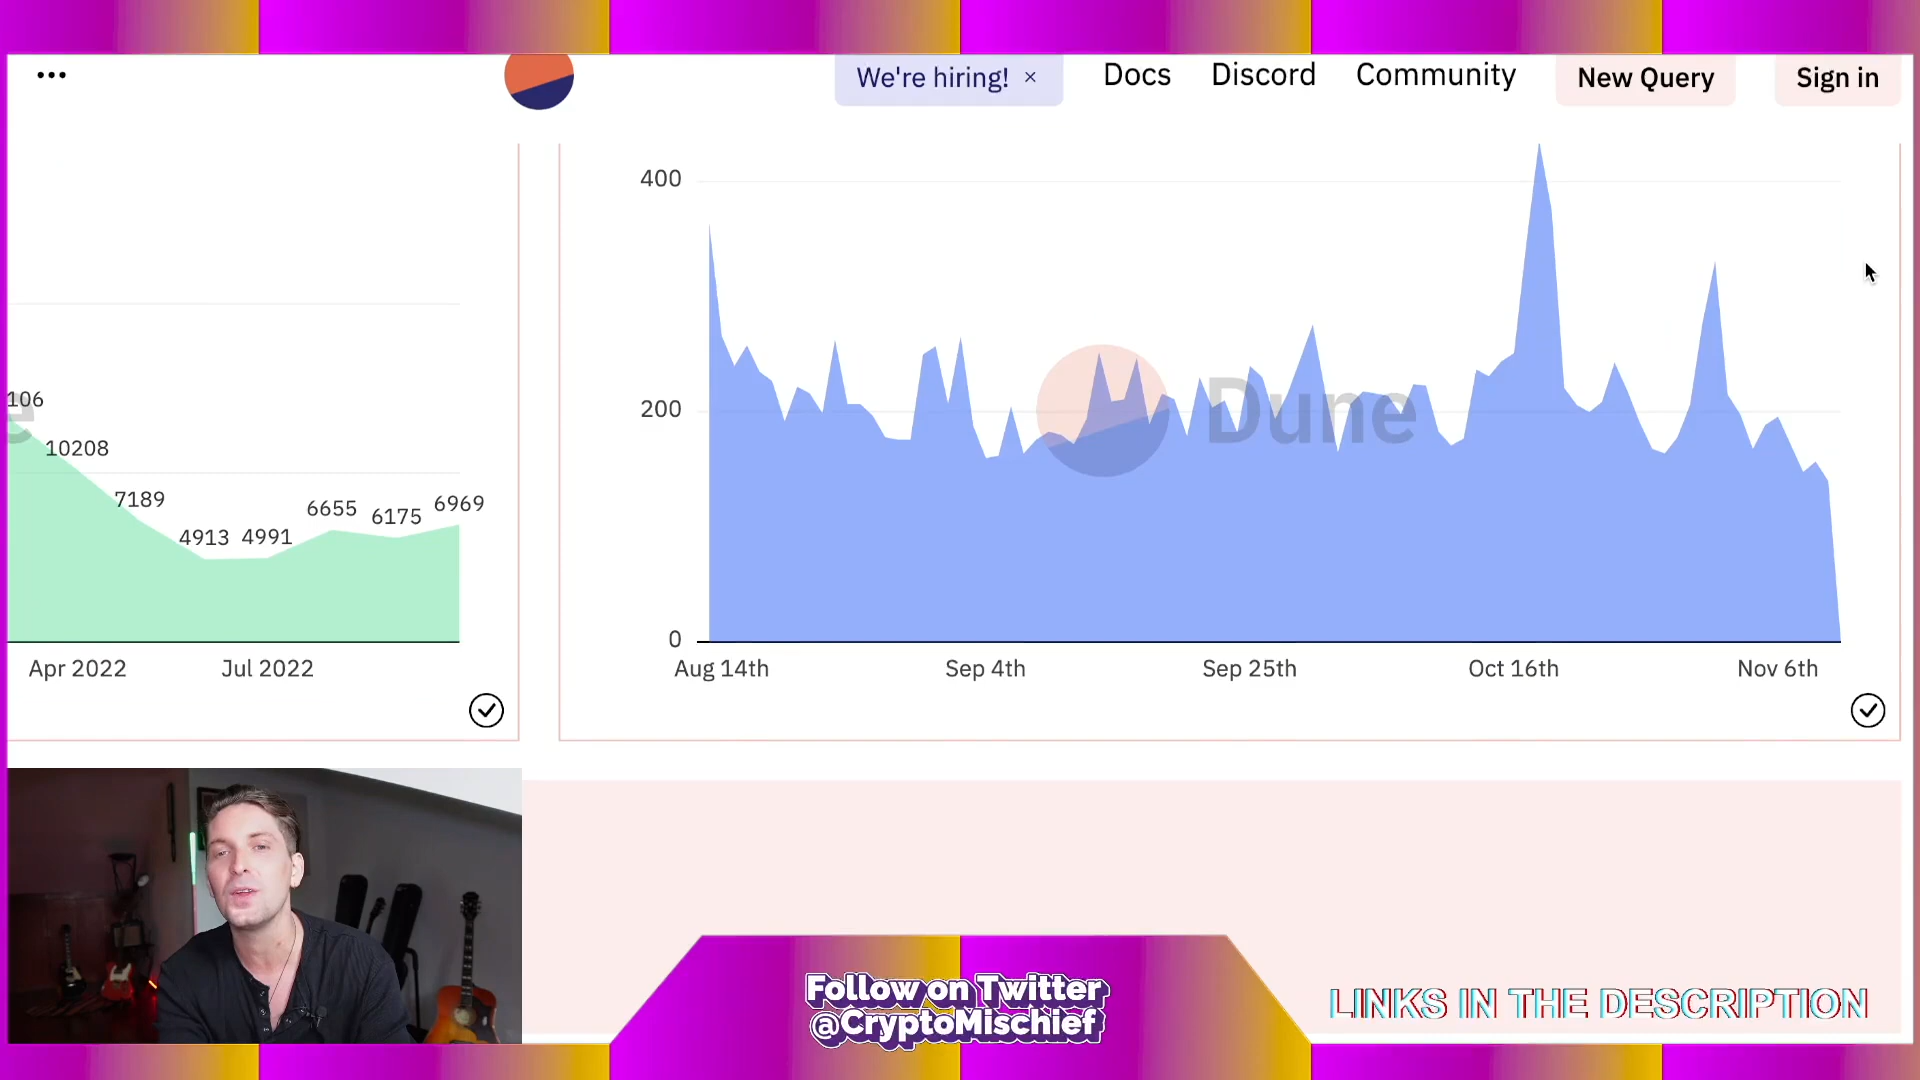 We're hiring! ×
Docs
Discord
Community
New Query
Sign in
400
200
0
Dune
Aug 14th
Sep 4th
Sep 25th
Oct 16th
Nov 6th
e
106
10208
7189
4913
4991
6655
6175
6969
Apr 2022
Jul 2022
Follow on Twitter
@CryptoMischief
LINKS IN THE DESCRIPTION